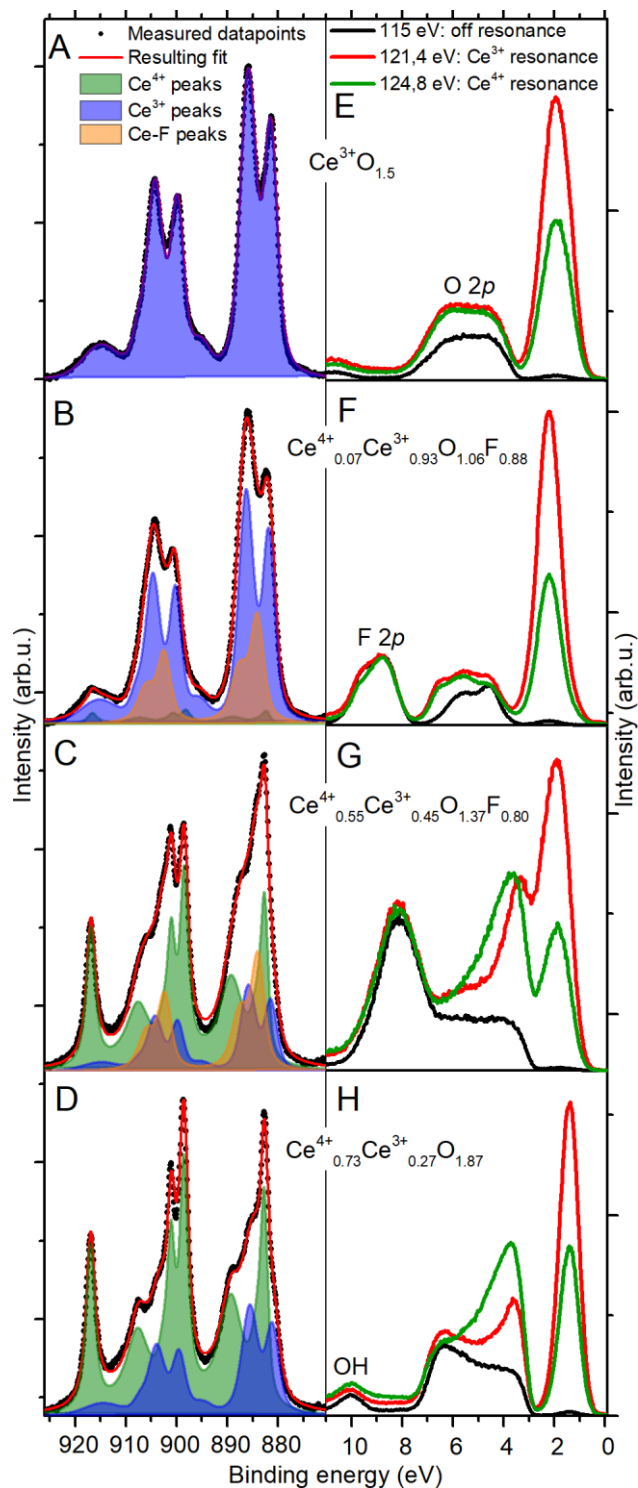 A
Measured datapoints
Resulting fit
Ce⁴⁺ peaks
Ce³⁺ peaks
Ce-F peaks
115 eV: off resonance
121,4 eV: Ce³⁺ resonance
124,8 eV: Ce⁴⁺ resonance
E
Ce³⁺O₁.₅
O 2p
B
F
Ce⁴⁺₀.₀₇Ce³⁺₀.₉₃O₁.₀₆F₀.₈₈
F 2p
C
G
Ce⁴⁺₀.₅₅Ce³⁺₀.₄₅O₁.₃₇F₀.₈₀
D
H
Ce⁴⁺₀.₇₃Ce³⁺₀.₂₇O₁.₈₇
OH
Intensity (arb.u.)
Intensity (arb.u.)
920 910 900 890 880
10 8 6 4 2 0
Binding energy (eV)